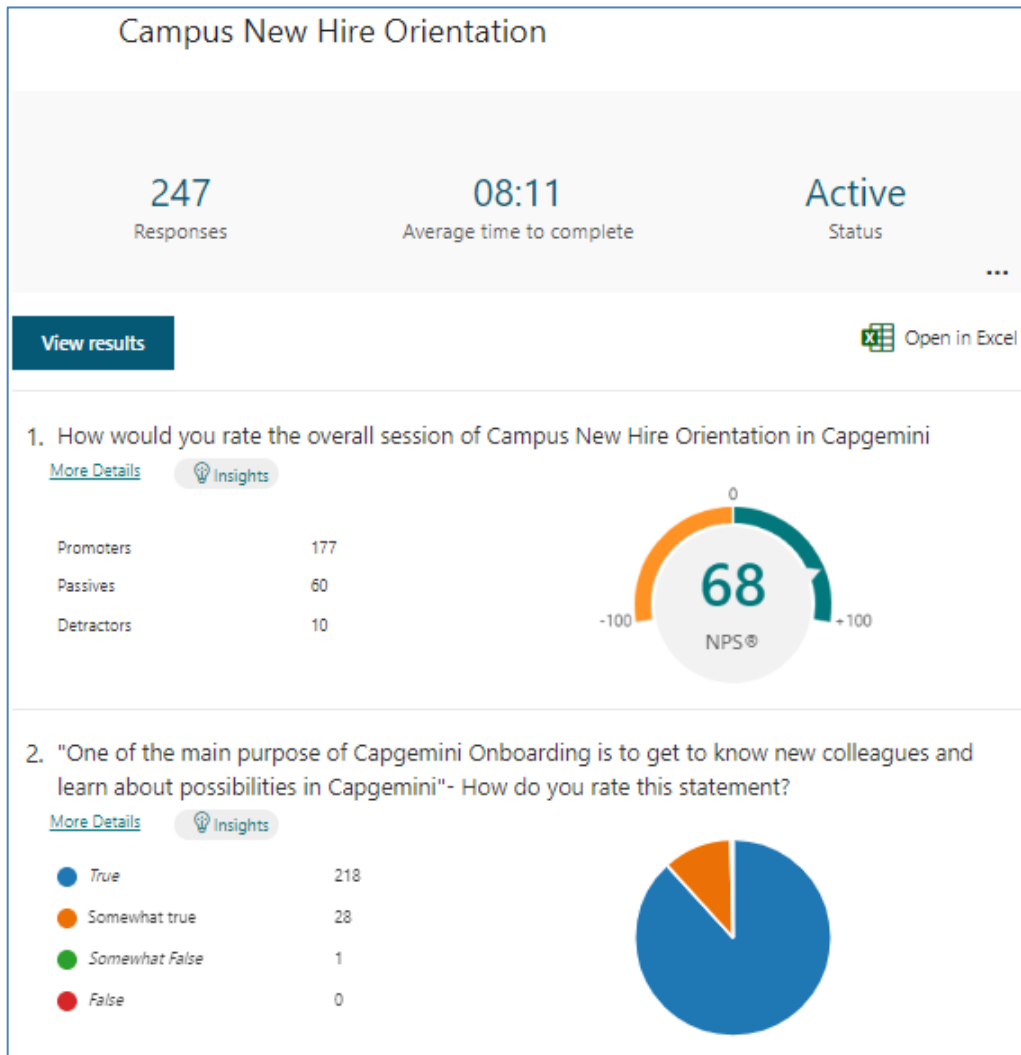 Campus New Hire Orientation
247
Responses
08:11
Average time to complete
Active
Status
...
View results
Open in Excel
1. How would you rate the overall session of Campus New Hire Orientation in Capgemini
More Details
Insights
Promoters 177
Passives 60
Detractors 10
0
68
-100
+100
NPS®
2. "One of the main purpose of Capgemini Onboarding is to get to know new colleagues and
learn about possibilities in Capgemini"- How do you rate this statement?
More Details
Insights
True 218
Somewhat true 28
Somewhat False 1
False 0